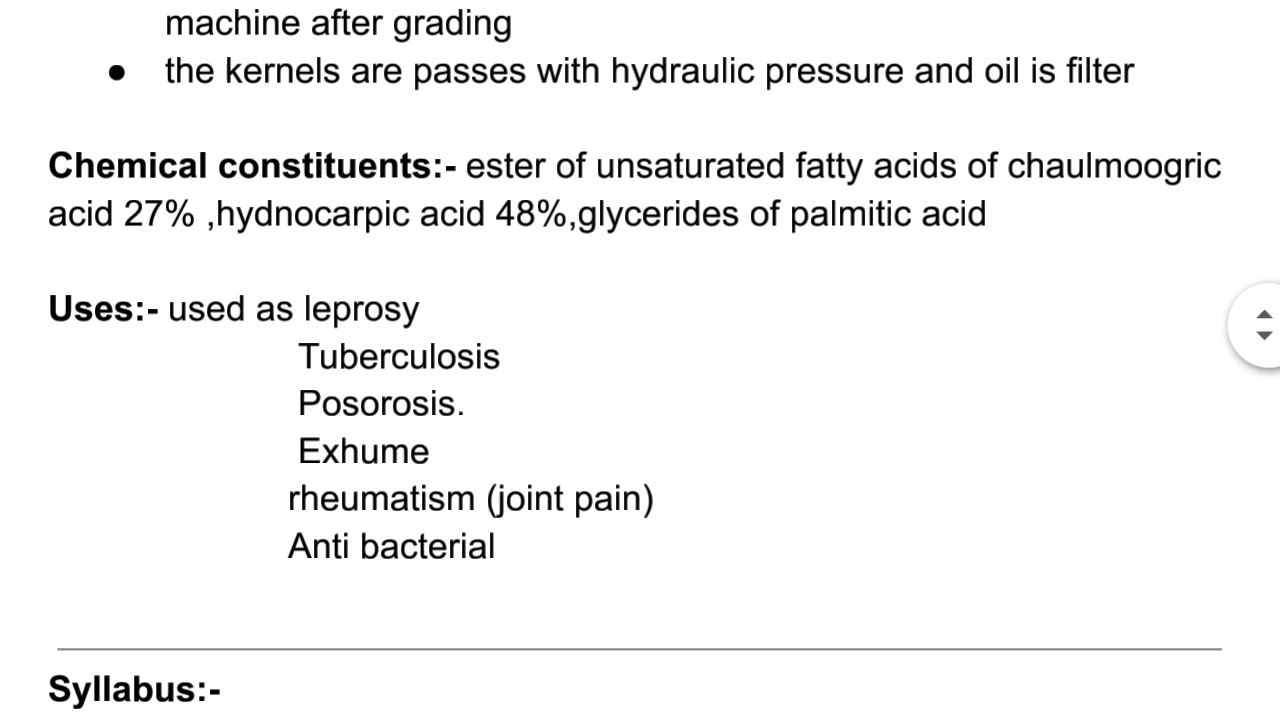 machine after grading
● the kernels are passes with hydraulic pressure and oil is filter
Chemical constituents:- ester of unsaturated fatty acids of chaulmoogric
acid 27% ,hydnocarpic acid 48%,glycerides of palmitic acid
Uses:- used as leprosy
Tuberculosis
Posorosis.
Exhume
rheumatism (joint pain)
Anti bacterial
Syllabus:-